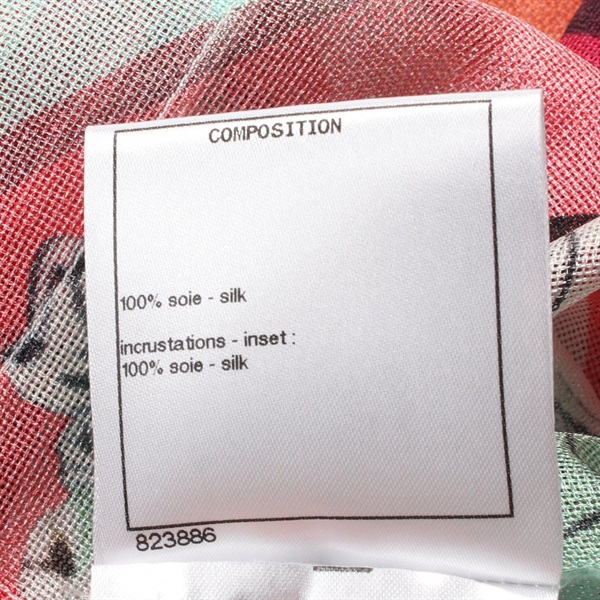 COMPOSITION
100% soie - silk
incrustations - inset :
100% soie - silk
823886